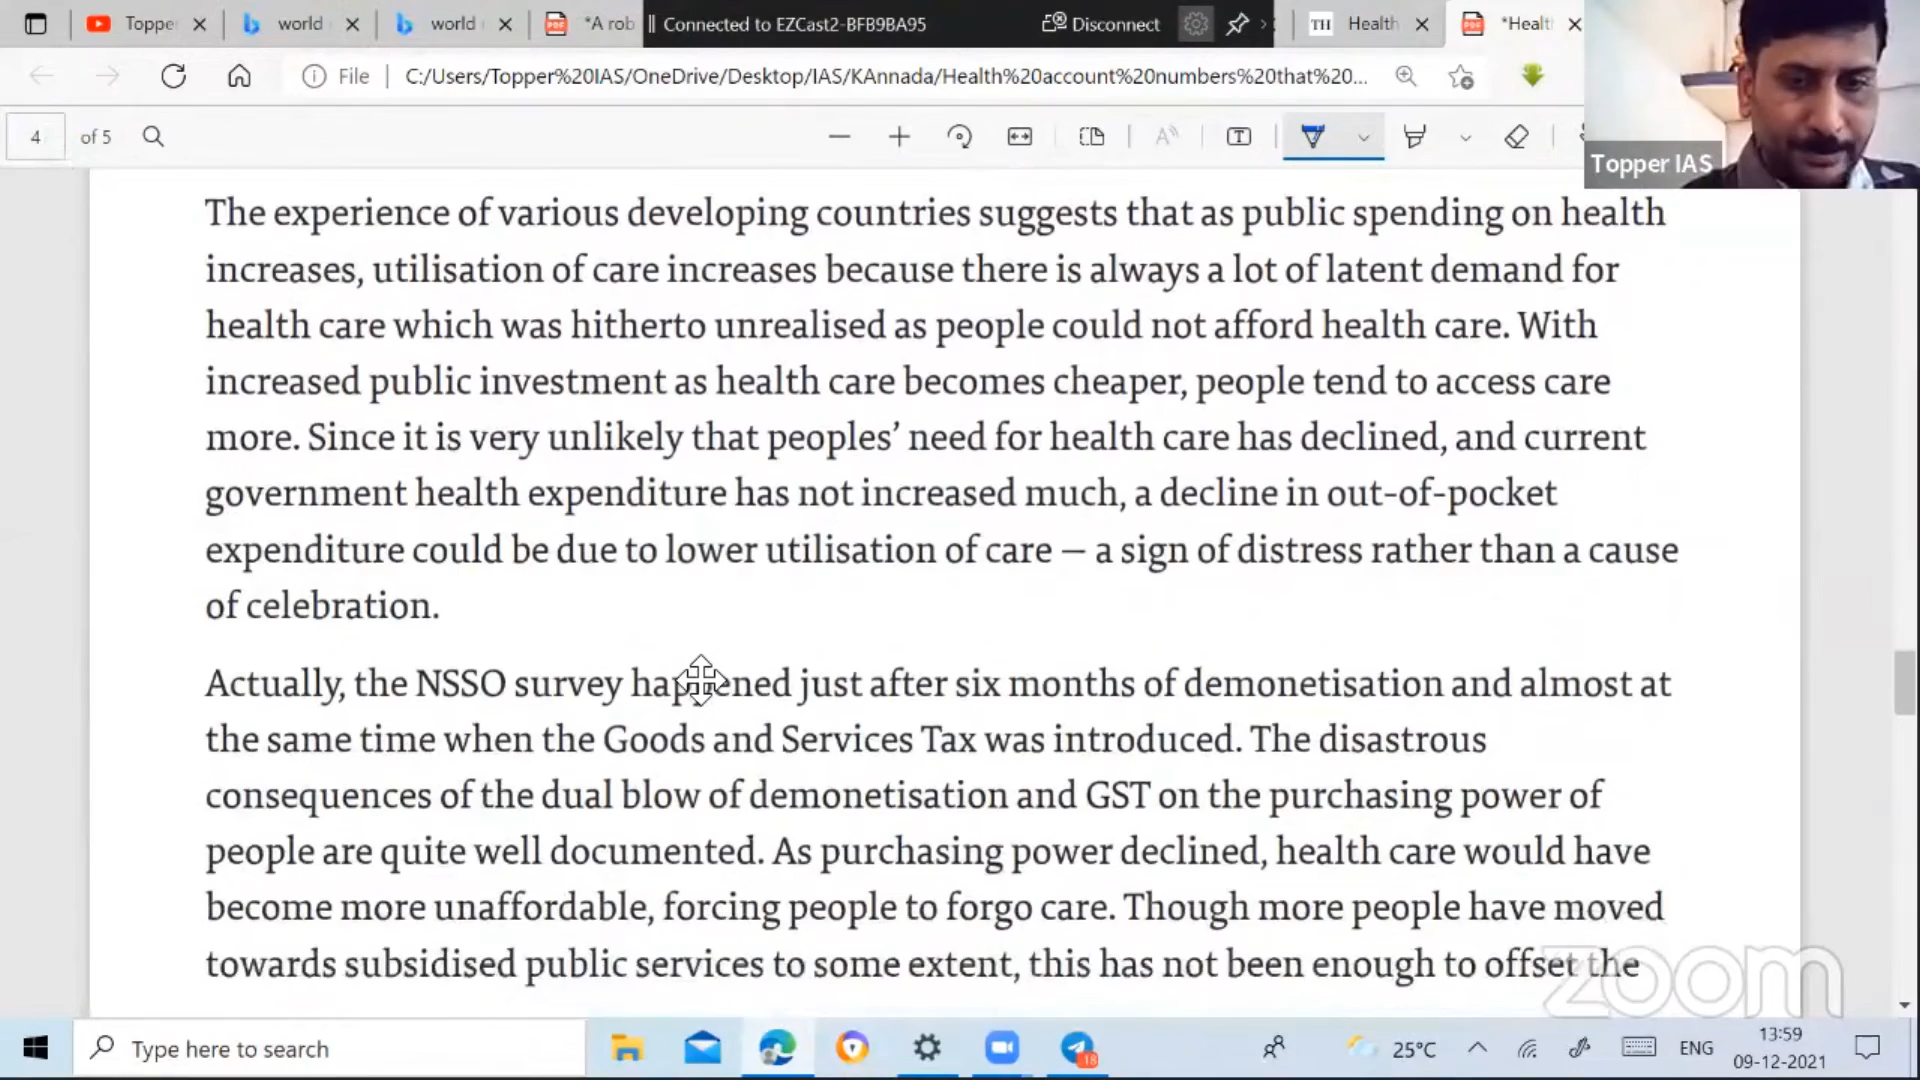 Topper
world
world
*A rob
Connected to EZCast2-BFB9BA95
Disconnect
TH
Health
*Healt
File
C:/Users/Topper%20IAS/OneDrive/Desktop/IAS/KAnnada/Health%20account%20numbers%20that%20...
Topper IAS
4
of 5
The experience of various developing countries suggests that as public spending on health
increases, utilisation of care increases because there is always a lot of latent demand for
health care which was hitherto unrealised as people could not afford health care. With
increased public investment as health care becomes cheaper, people tend to access care
more. Since it is very unlikely that peoples’ need for health care has declined, and current
government health expenditure has not increased much, a decline in out-of-pocket
expenditure could be due to lower utilisation of care — a sign of distress rather than a cause
of celebration.
Actually, the NSSO survey happened just after six months of demonetisation and almost at
the same time when the Goods and Services Tax was introduced. The disastrous
consequences of the dual blow of demonetisation and GST on the purchasing power of
people are quite well documented. As purchasing power declined, health care would have
become more unaffordable, forcing people to forgo care. Though more people have moved
towards subsidised public services to some extent, this has not been enough to offset the
zoom
Type here to search
18
25°C
ENG
13:59
09-12-2021